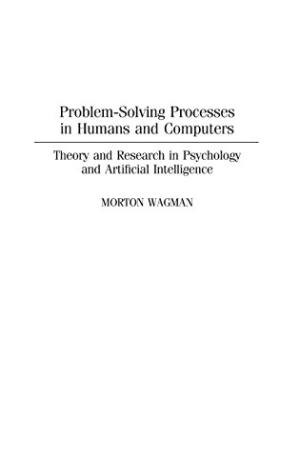 Problem-Solving Processes
in Humans and Computers
Theory and Research in Psychology
and Artificial Intelligence
MORTON WAGMAN